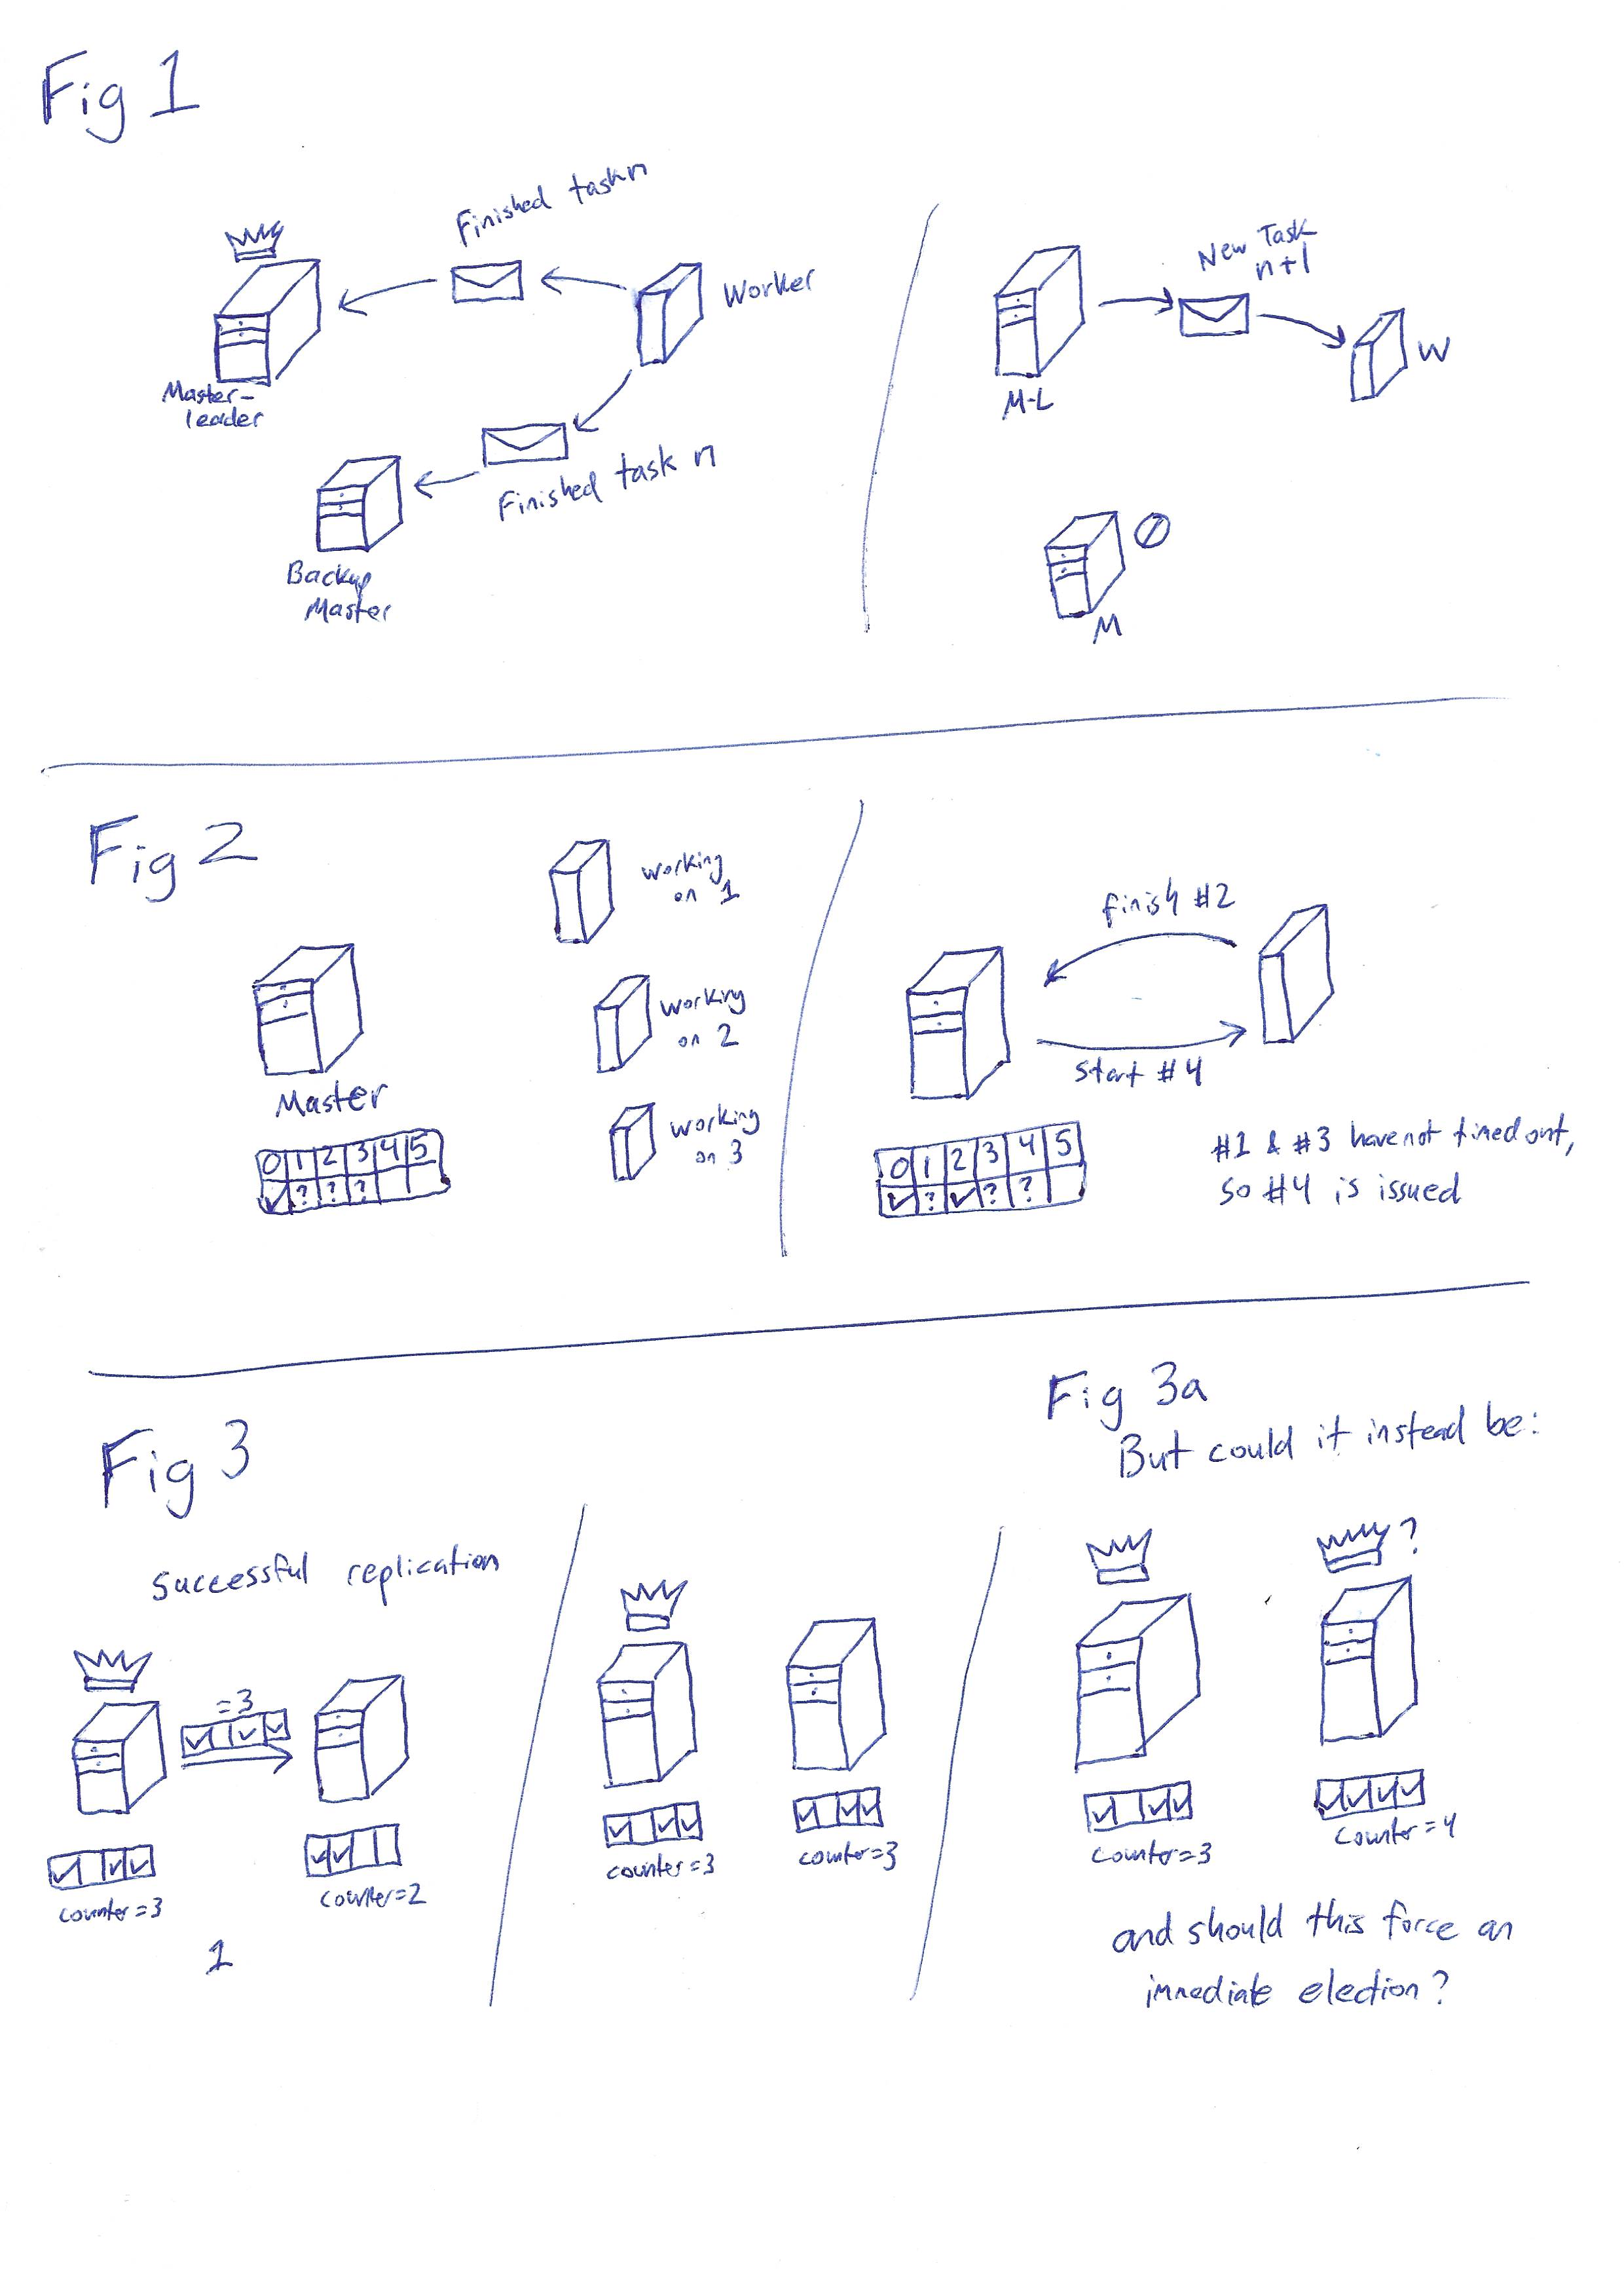 Fig 1
Finished task n
Worker
Master-
leader
Finished task n
Backup
Master
New Task
n+1
M-L
W
M
Fig 2
working
on 1
working
on 2
working
on 3
Master
0 1 2 3 4 5
✓ ? ? ?
finish #2
start #4
0 1 2 3 4 5
✓ ? ✓ ? ?
#1 & #3 have not timed out,
so #4 is issued
Fig 3
successful replication
=3
✓ ✓ ✓
✓ ✓ ✓
counter=3
✓ ✓
counter=2
1
✓ ✓ ✓
counter=3
✓ ✓ ✓
counter=3
Fig 3a
But could it instead be:
?
✓ ✓ ✓
counter=3
✓ ✓ ✓ ✓
counter=4
and should this force an
immediate election?